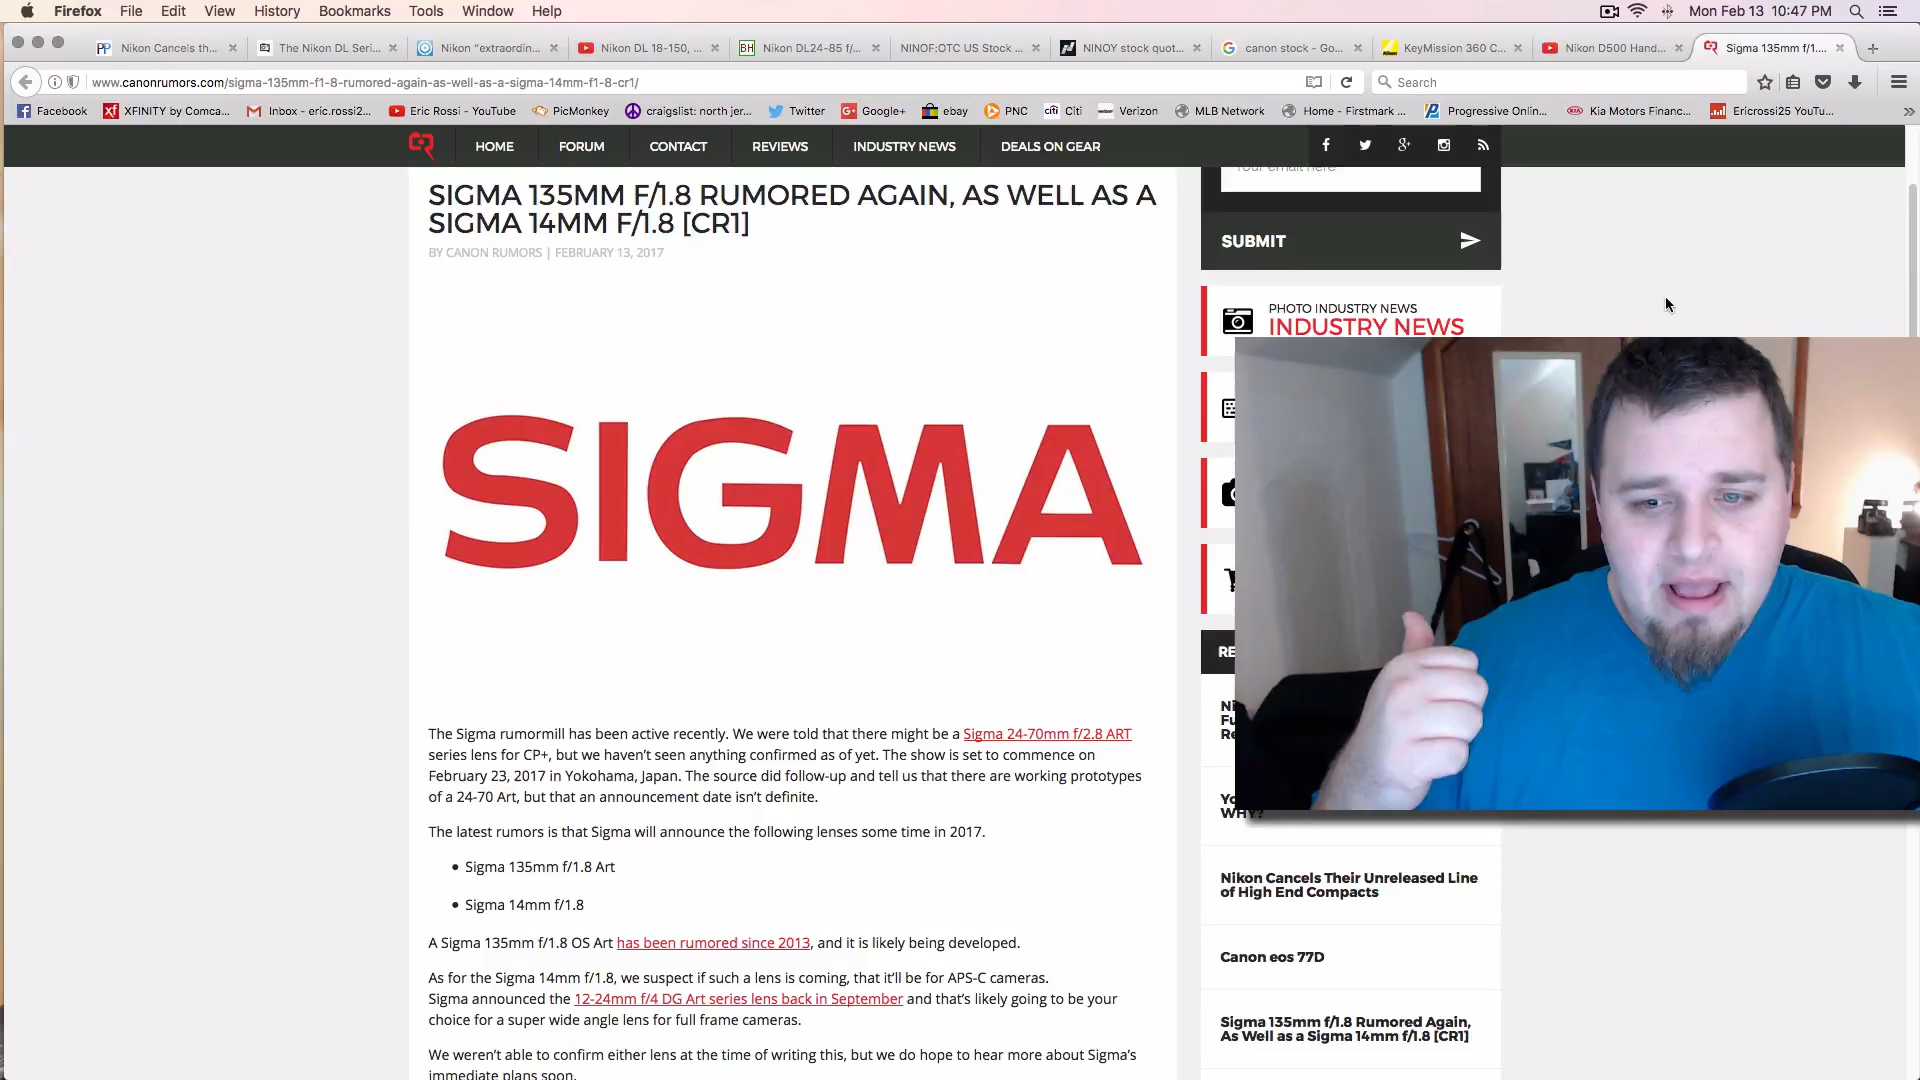 Firefox File Edit View History Bookmarks Tools Window Help
Mon Feb 13 10:47 PM
Nikon Cancels th...
The Nikon DL Seri...
Nikon "extraordin...
Nikon DL 18-150, ...
Nikon DL24-85 f/...
NINOF:OTC US Stock ...
NINOY stock quot...
canon stock - Go...
KeyMission 360 C...
Nikon D500 Hand...
Sigma 135mm f/1...
www.canonrumors.com/sigma-135mm-f1-8-rumored-again-as-well-as-a-sigma-14mm-f1-8-cr1/
Search
Facebook
XFINITY by Comca...
Inbox - eric.rossi2...
Eric Rossi - YouTube
PicMonkey
craigslist: north jer...
Twitter
Google+
ebay
PNC
Citi
Verizon
MLB Network
Home - Firstmark ...
Progressive Onlin...
Kia Motors Financ...
Ericrossi25 YouTu...
HOME FORUM CONTACT REVIEWS INDUSTRY NEWS DEALS ON GEAR
Your email here
SUBMIT
SIGMA 135MM F/1.8 RUMORED AGAIN, AS WELL AS A
SIGMA 14MM F/1.8 [CR1]
BY CANON RUMORS | FEBRUARY 13, 2017
PHOTO INDUSTRY NEWS
INDUSTRY NEWS
SIGMA
The Sigma rumormill has been active recently. We were told that there might be a Sigma 24-70mm f/2.8 ART
series lens for CP+, but we haven't seen anything confirmed as of yet. The show is set to commence on
February 23, 2017 in Yokohama, Japan. The source did follow-up and tell us that there are working prototypes
of a 24-70 Art, but that an announcement date isn't definite.
The latest rumors is that Sigma will announce the following lenses some time in 2017.
• Sigma 135mm f/1.8 Art
• Sigma 14mm f/1.8
A Sigma 135mm f/1.8 OS Art has been rumored since 2013, and it is likely being developed.
As for the Sigma 14mm f/1.8, we suspect if such a lens is coming, that it'll be for APS-C cameras.
Sigma announced the 12-24mm f/4 DG Art series lens back in September and that's likely going to be your
choice for a super wide angle lens for full frame cameras.
We weren't able to confirm either lens at the time of writing this, but we do hope to hear more about Sigma's
immediate plans soon.
WHY?
Nikon Cancels Their Unreleased Line
of High End Compacts
Canon eos 77D
Sigma 135mm f/1.8 Rumored Again,
As Well as a Sigma 14mm f/1.8 [CR1]